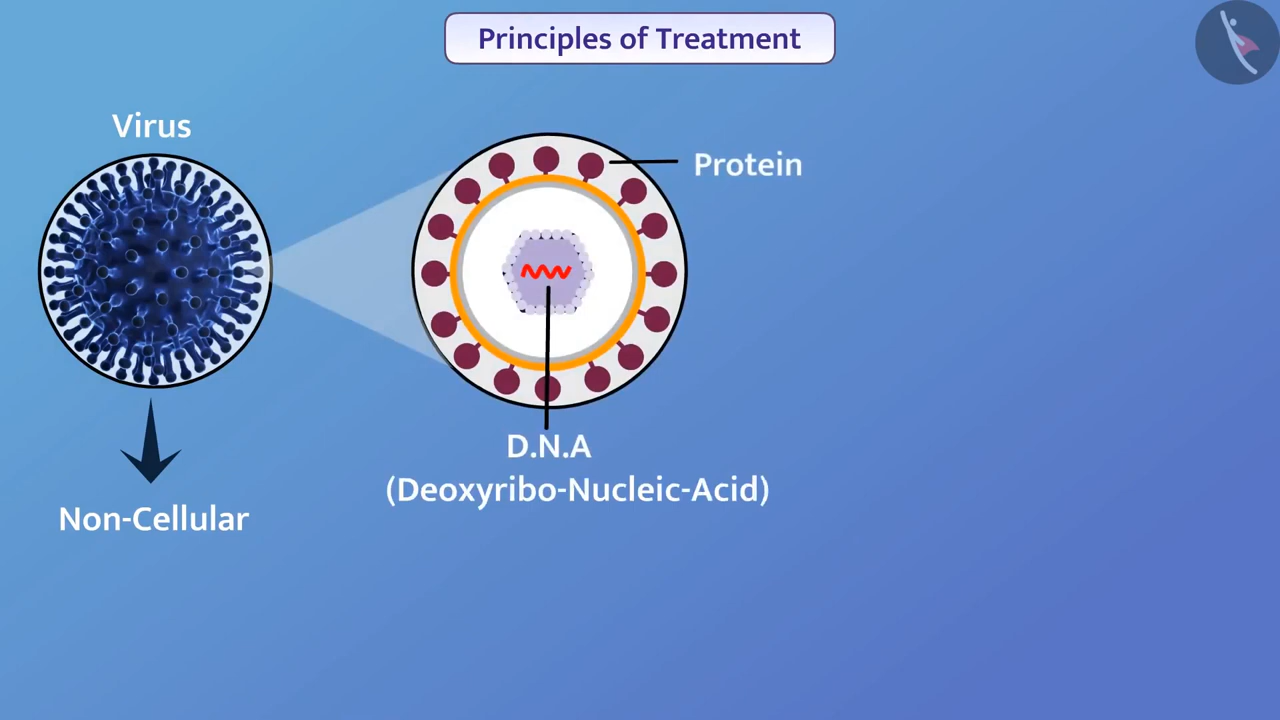 Principles of Treatment
Virus
Protein
D.N.A
(Deoxyribo-Nucleic-Acid)
Non-Cellular